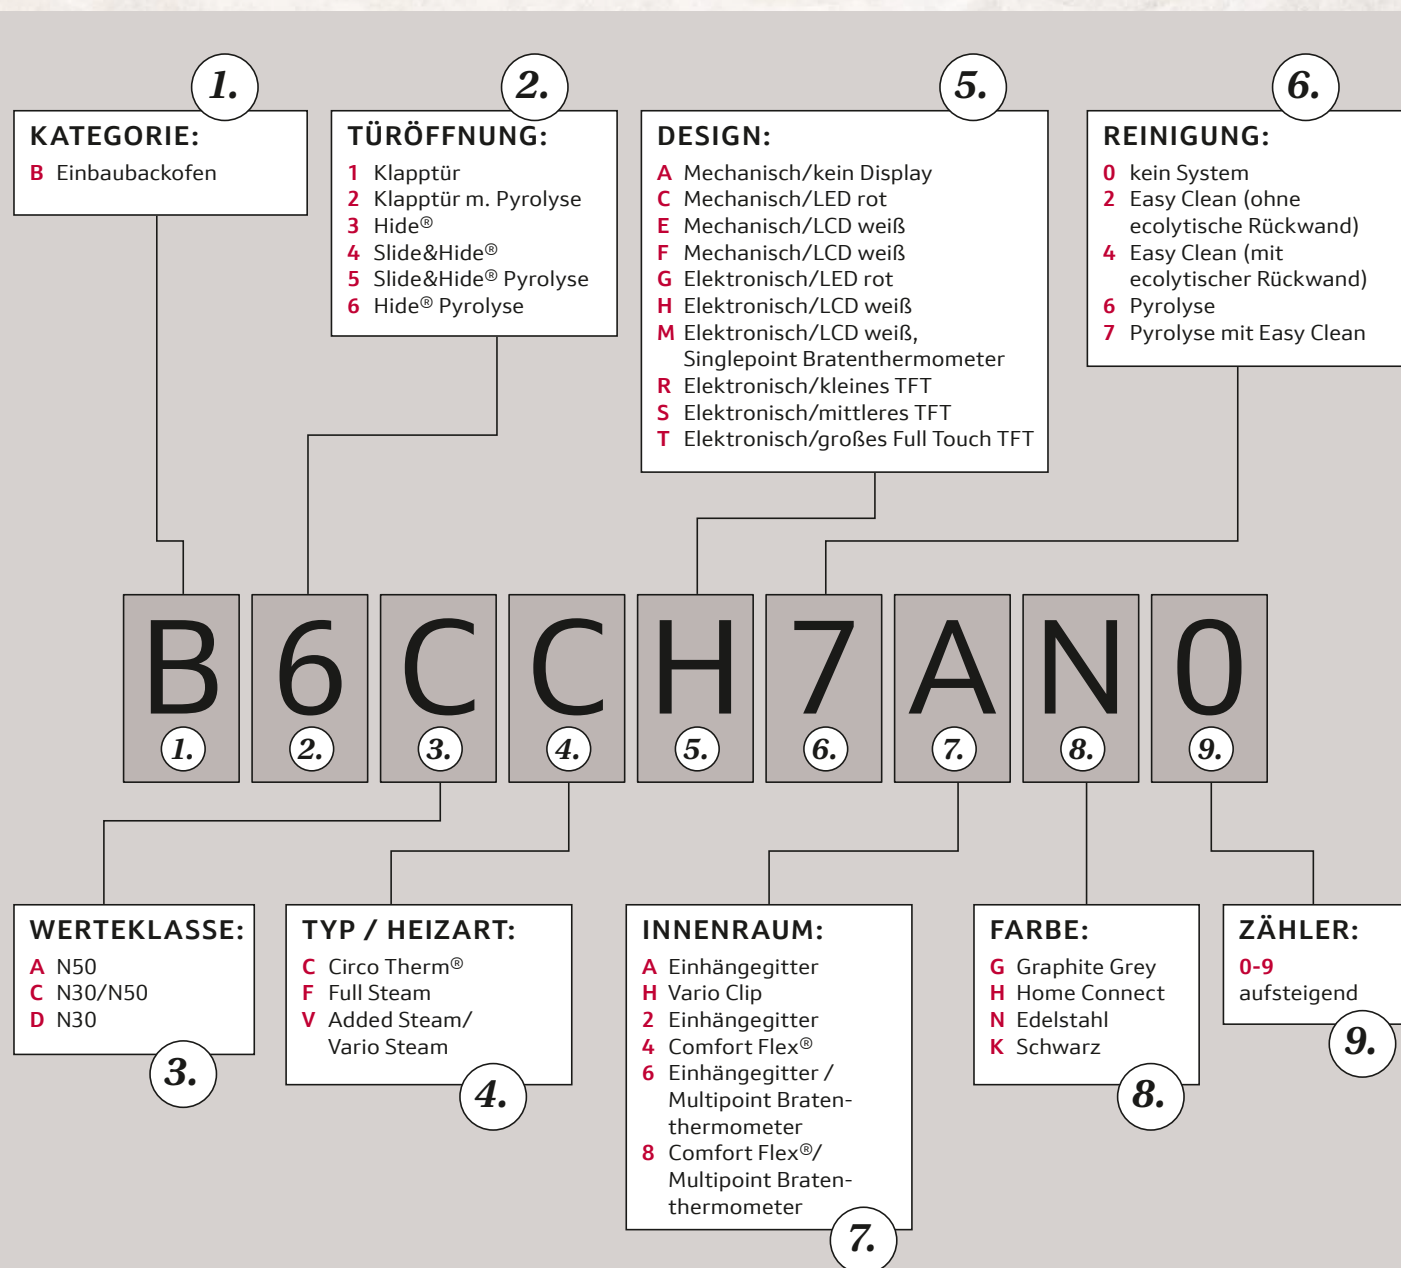 1.
KATEGORIE:
B Einbaubackofen
2.
TÜRÖFFNUNG:
1 Klapptür
2 Klapptür m. Pyrolyse
3 Hide®
4 Slide&Hide®
5 Slide&Hide® Pyrolyse
6 Hide® Pyrolyse
5.
DESIGN:
A Mechanisch/kein Display
C Mechanisch/LED rot
E Mechanisch/LCD weiß
F Mechanisch/LCD weiß
G Elektronisch/LED rot
H Elektronisch/LCD weiß
M Elektronisch/LCD weiß,
Singlepoint Bratenthermometer
R Elektronisch/kleines TFT
S Elektronisch/mittleres TFT
T Elektronisch/großes Full Touch TFT
6.
REINIGUNG:
0 kein System
2 Easy Clean (ohne
ecolytische Rückwand)
4 Easy Clean (mit
ecolytischer Rückwand)
6 Pyrolyse
7 Pyrolyse mit Easy Clean
B 6 C C H 7 A N 0
1. 2. 3. 4. 5. 6. 7. 8. 9.
WERTEKLASSE:
A N50
C N30/N50
D N30
3.
TYP / HEIZART:
C Circo Therm®
F Full Steam
V Added Steam/
Vario Steam
4.
INNENRAUM:
A Einhängegitter
H Vario Clip
2 Einhängegitter
4 Comfort Flex®
6 Einhängegitter /
Multipoint Braten-
thermometer
8 Comfort Flex®/
Multipoint Braten-
thermometer
7.
FARBE:
G Graphite Grey
H Home Connect
N Edelstahl
K Schwarz
8.
ZÄHLER:
0-9
aufsteigend
9.